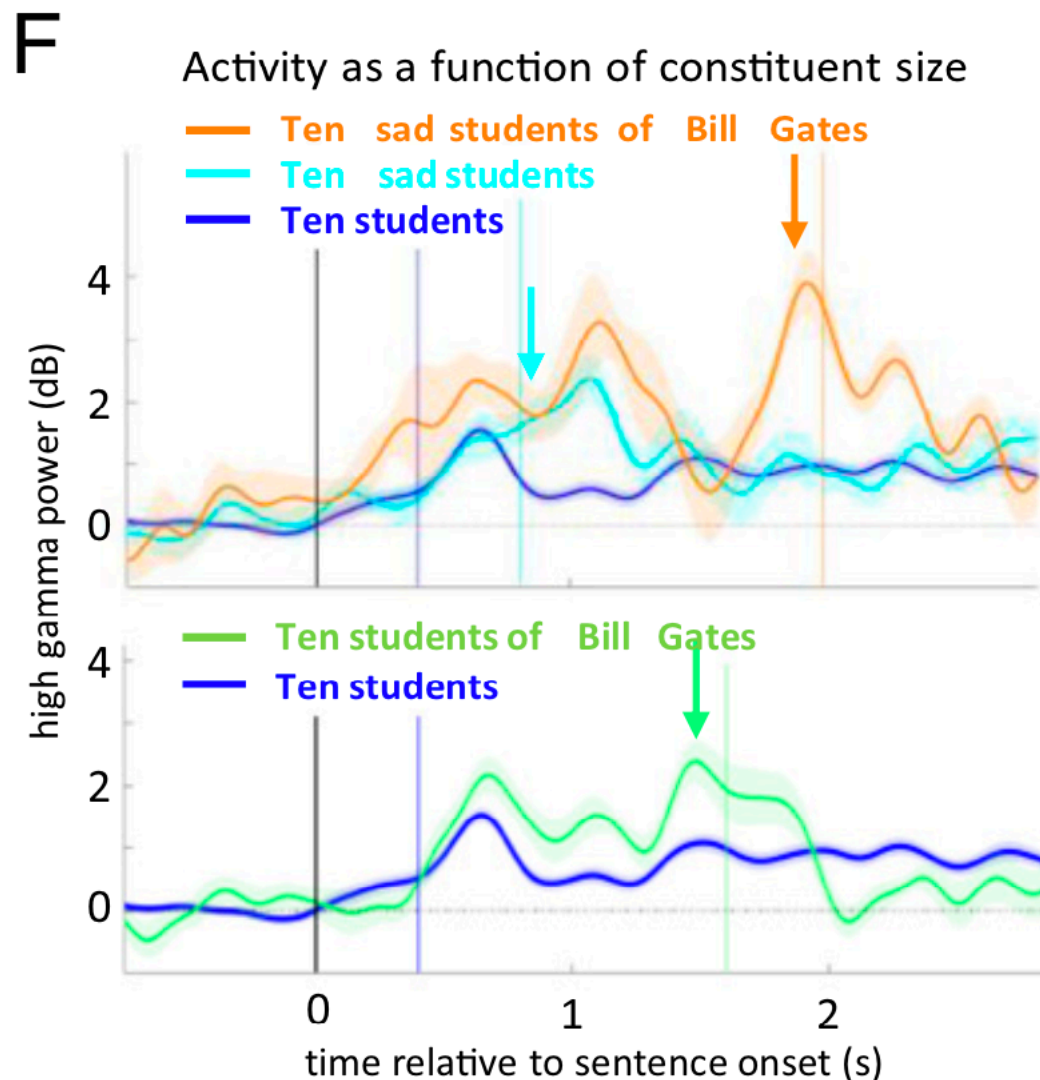 F
Activity as a function of constituent size
Ten sad students of Bill Gates
Ten sad students
Ten students
4
2
0
high gamma power (dB)
Ten students of Bill Gates
Ten students
4
2
0
0 1 2
time relative to sentence onset (s)